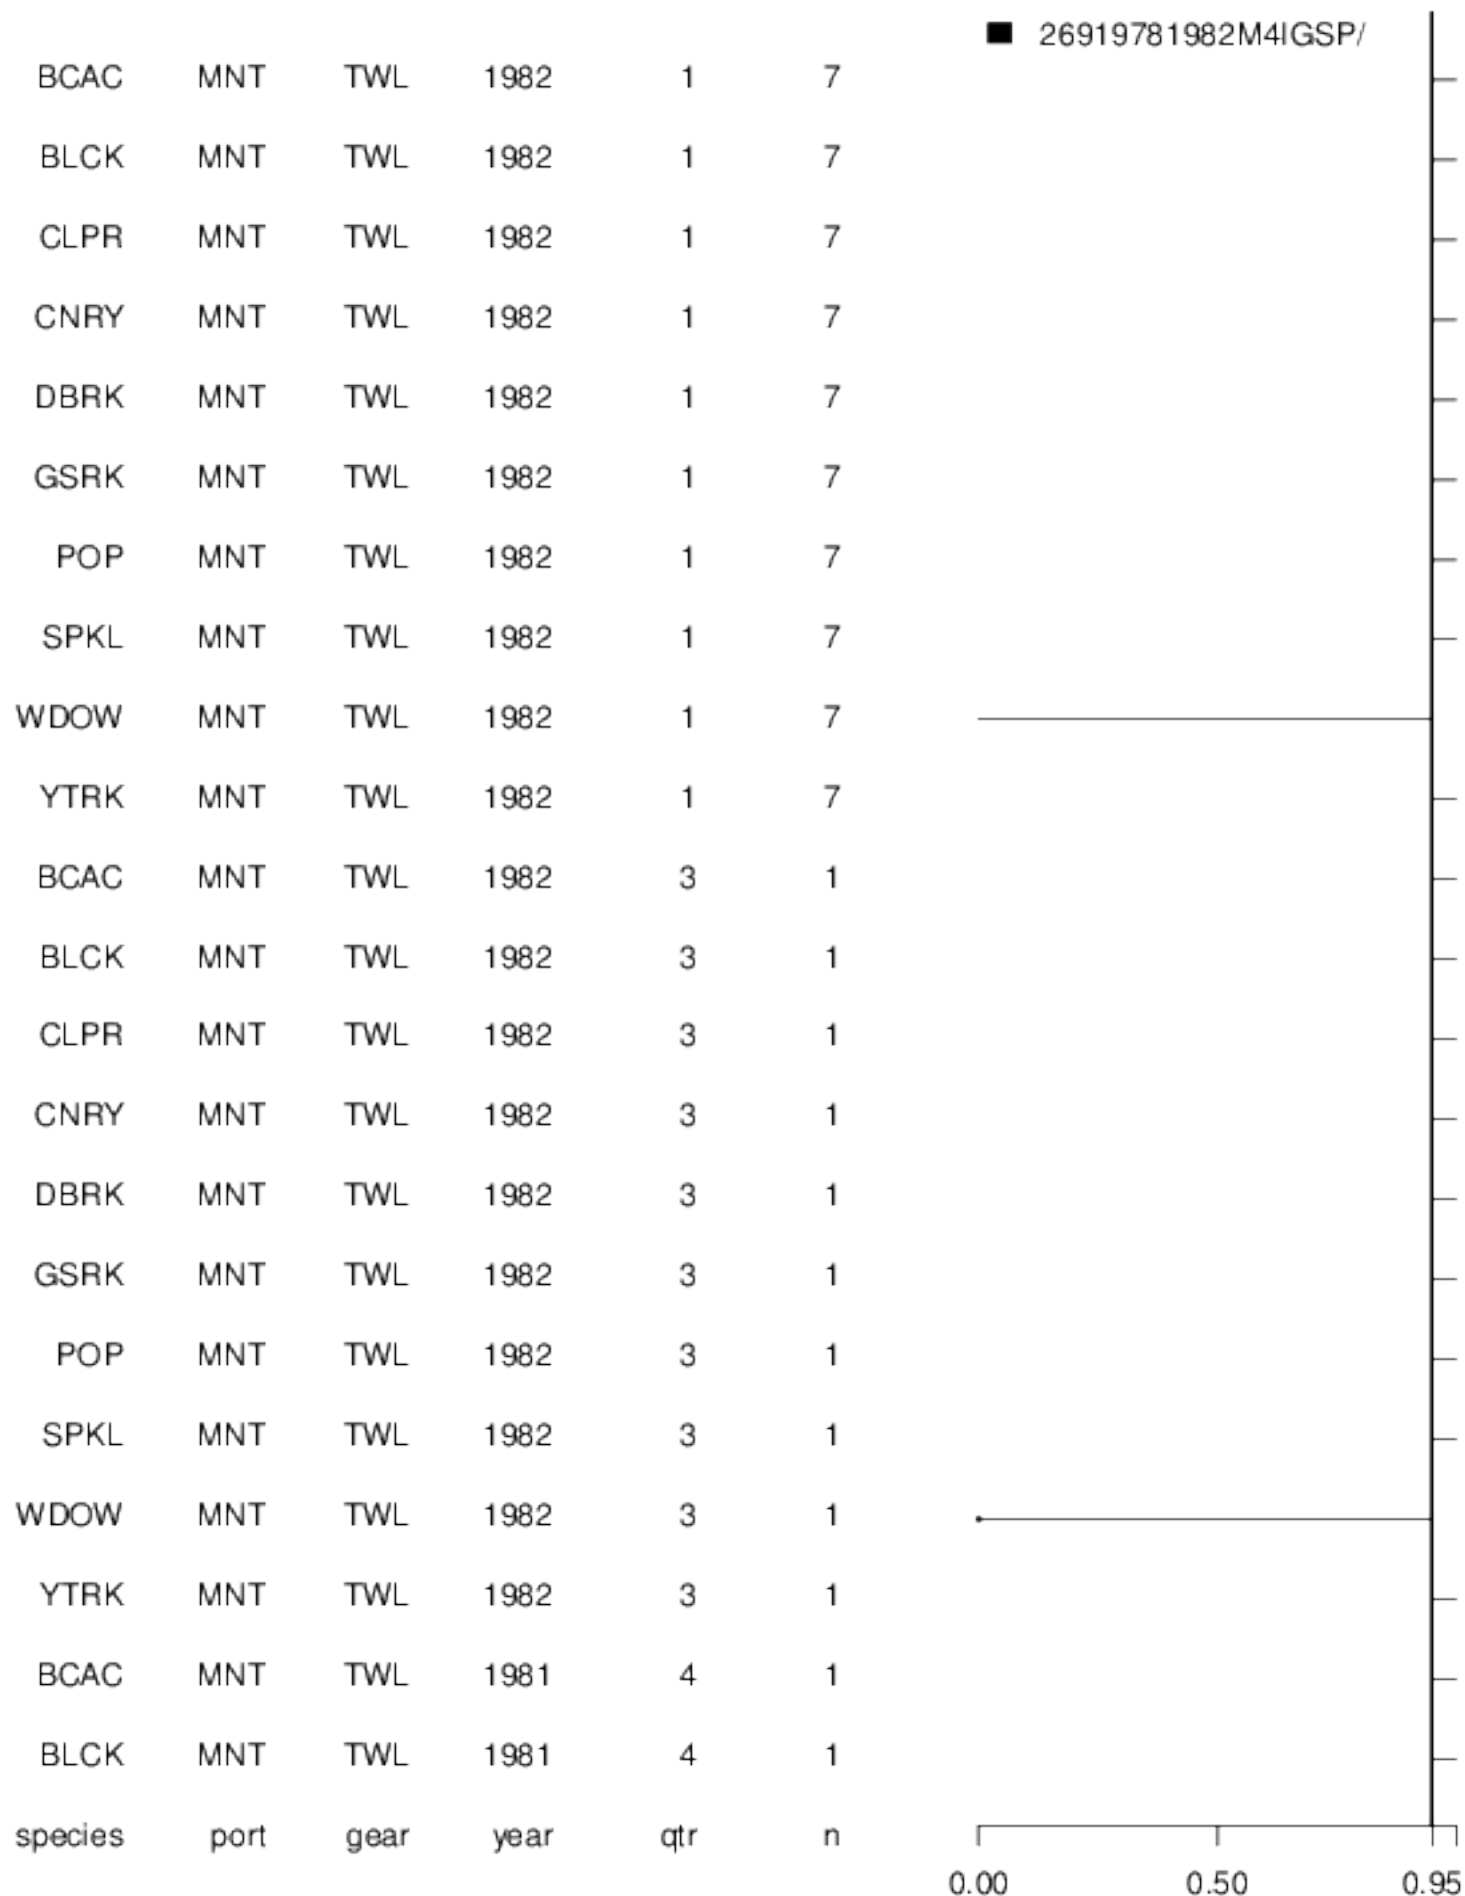 26919781982M4IGSP/
BCAC MNT TWL 1982 1 7
BLCK MNT TWL 1982 1 7
CLPR MNT TWL 1982 1 7
CNRY MNT TWL 1982 1 7
DBRK MNT TWL 1982 1 7
GSRK MNT TWL 1982 1 7
POP MNT TWL 1982 1 7
SPKL MNT TWL 1982 1 7
WDOW MNT TWL 1982 1 7
YTRK MNT TWL 1982 1 7
BCAC MNT TWL 1982 3 1
BLCK MNT TWL 1982 3 1
CLPR MNT TWL 1982 3 1
CNRY MNT TWL 1982 3 1
DBRK MNT TWL 1982 3 1
GSRK MNT TWL 1982 3 1
POP MNT TWL 1982 3 1
SPKL MNT TWL 1982 3 1
WDOW MNT TWL 1982 3 1
YTRK MNT TWL 1982 3 1
BCAC MNT TWL 1981 4 1
BLCK MNT TWL 1981 4 1
species port gear year qtr n
0.00 0.50 0.95